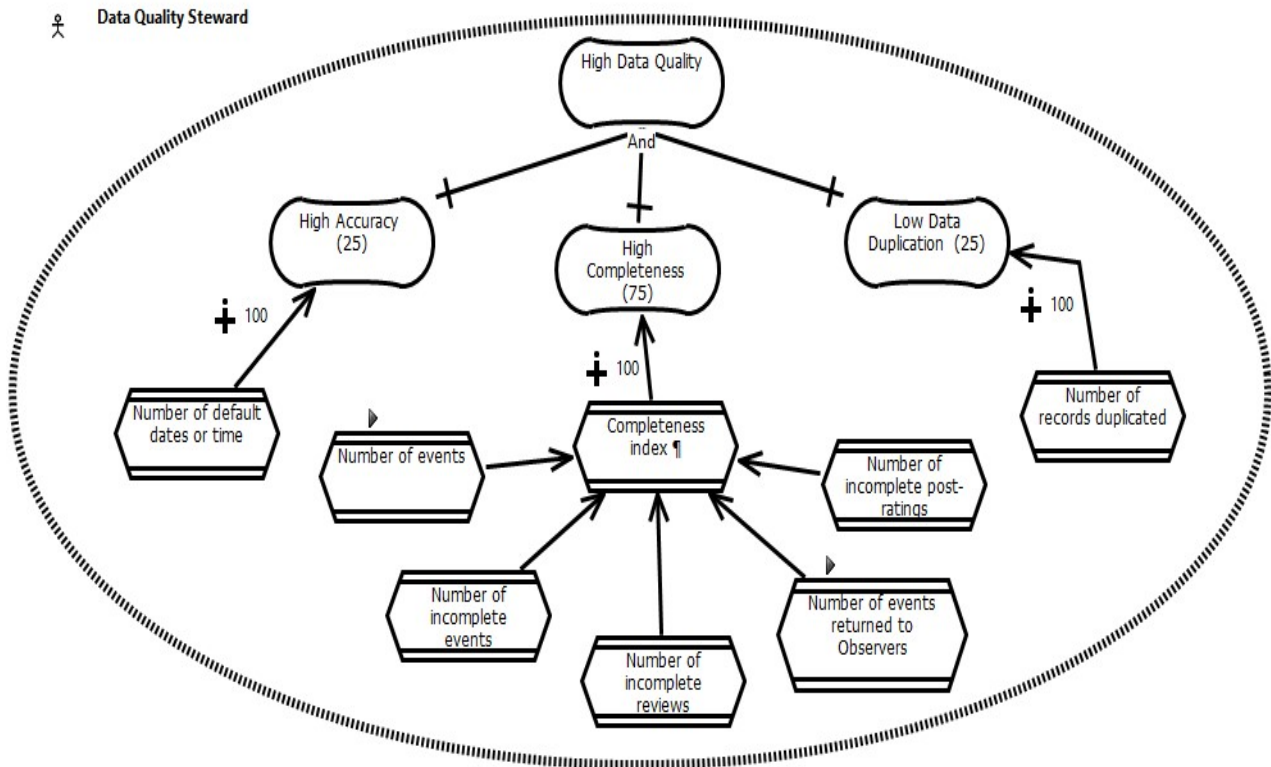 Data Quality Steward
High Data Quality
And
High Accuracy
(25)
High
Completeness
(75)
Low Data
Duplication (25)
100
100
100
Number of default
dates or time
Number of events
Completeness
index ¶
Number of
incomplete post-
ratings
Number of
records duplicated
Number of
incomplete
events
Number of
incomplete
reviews
Number of events
returned to
Observers